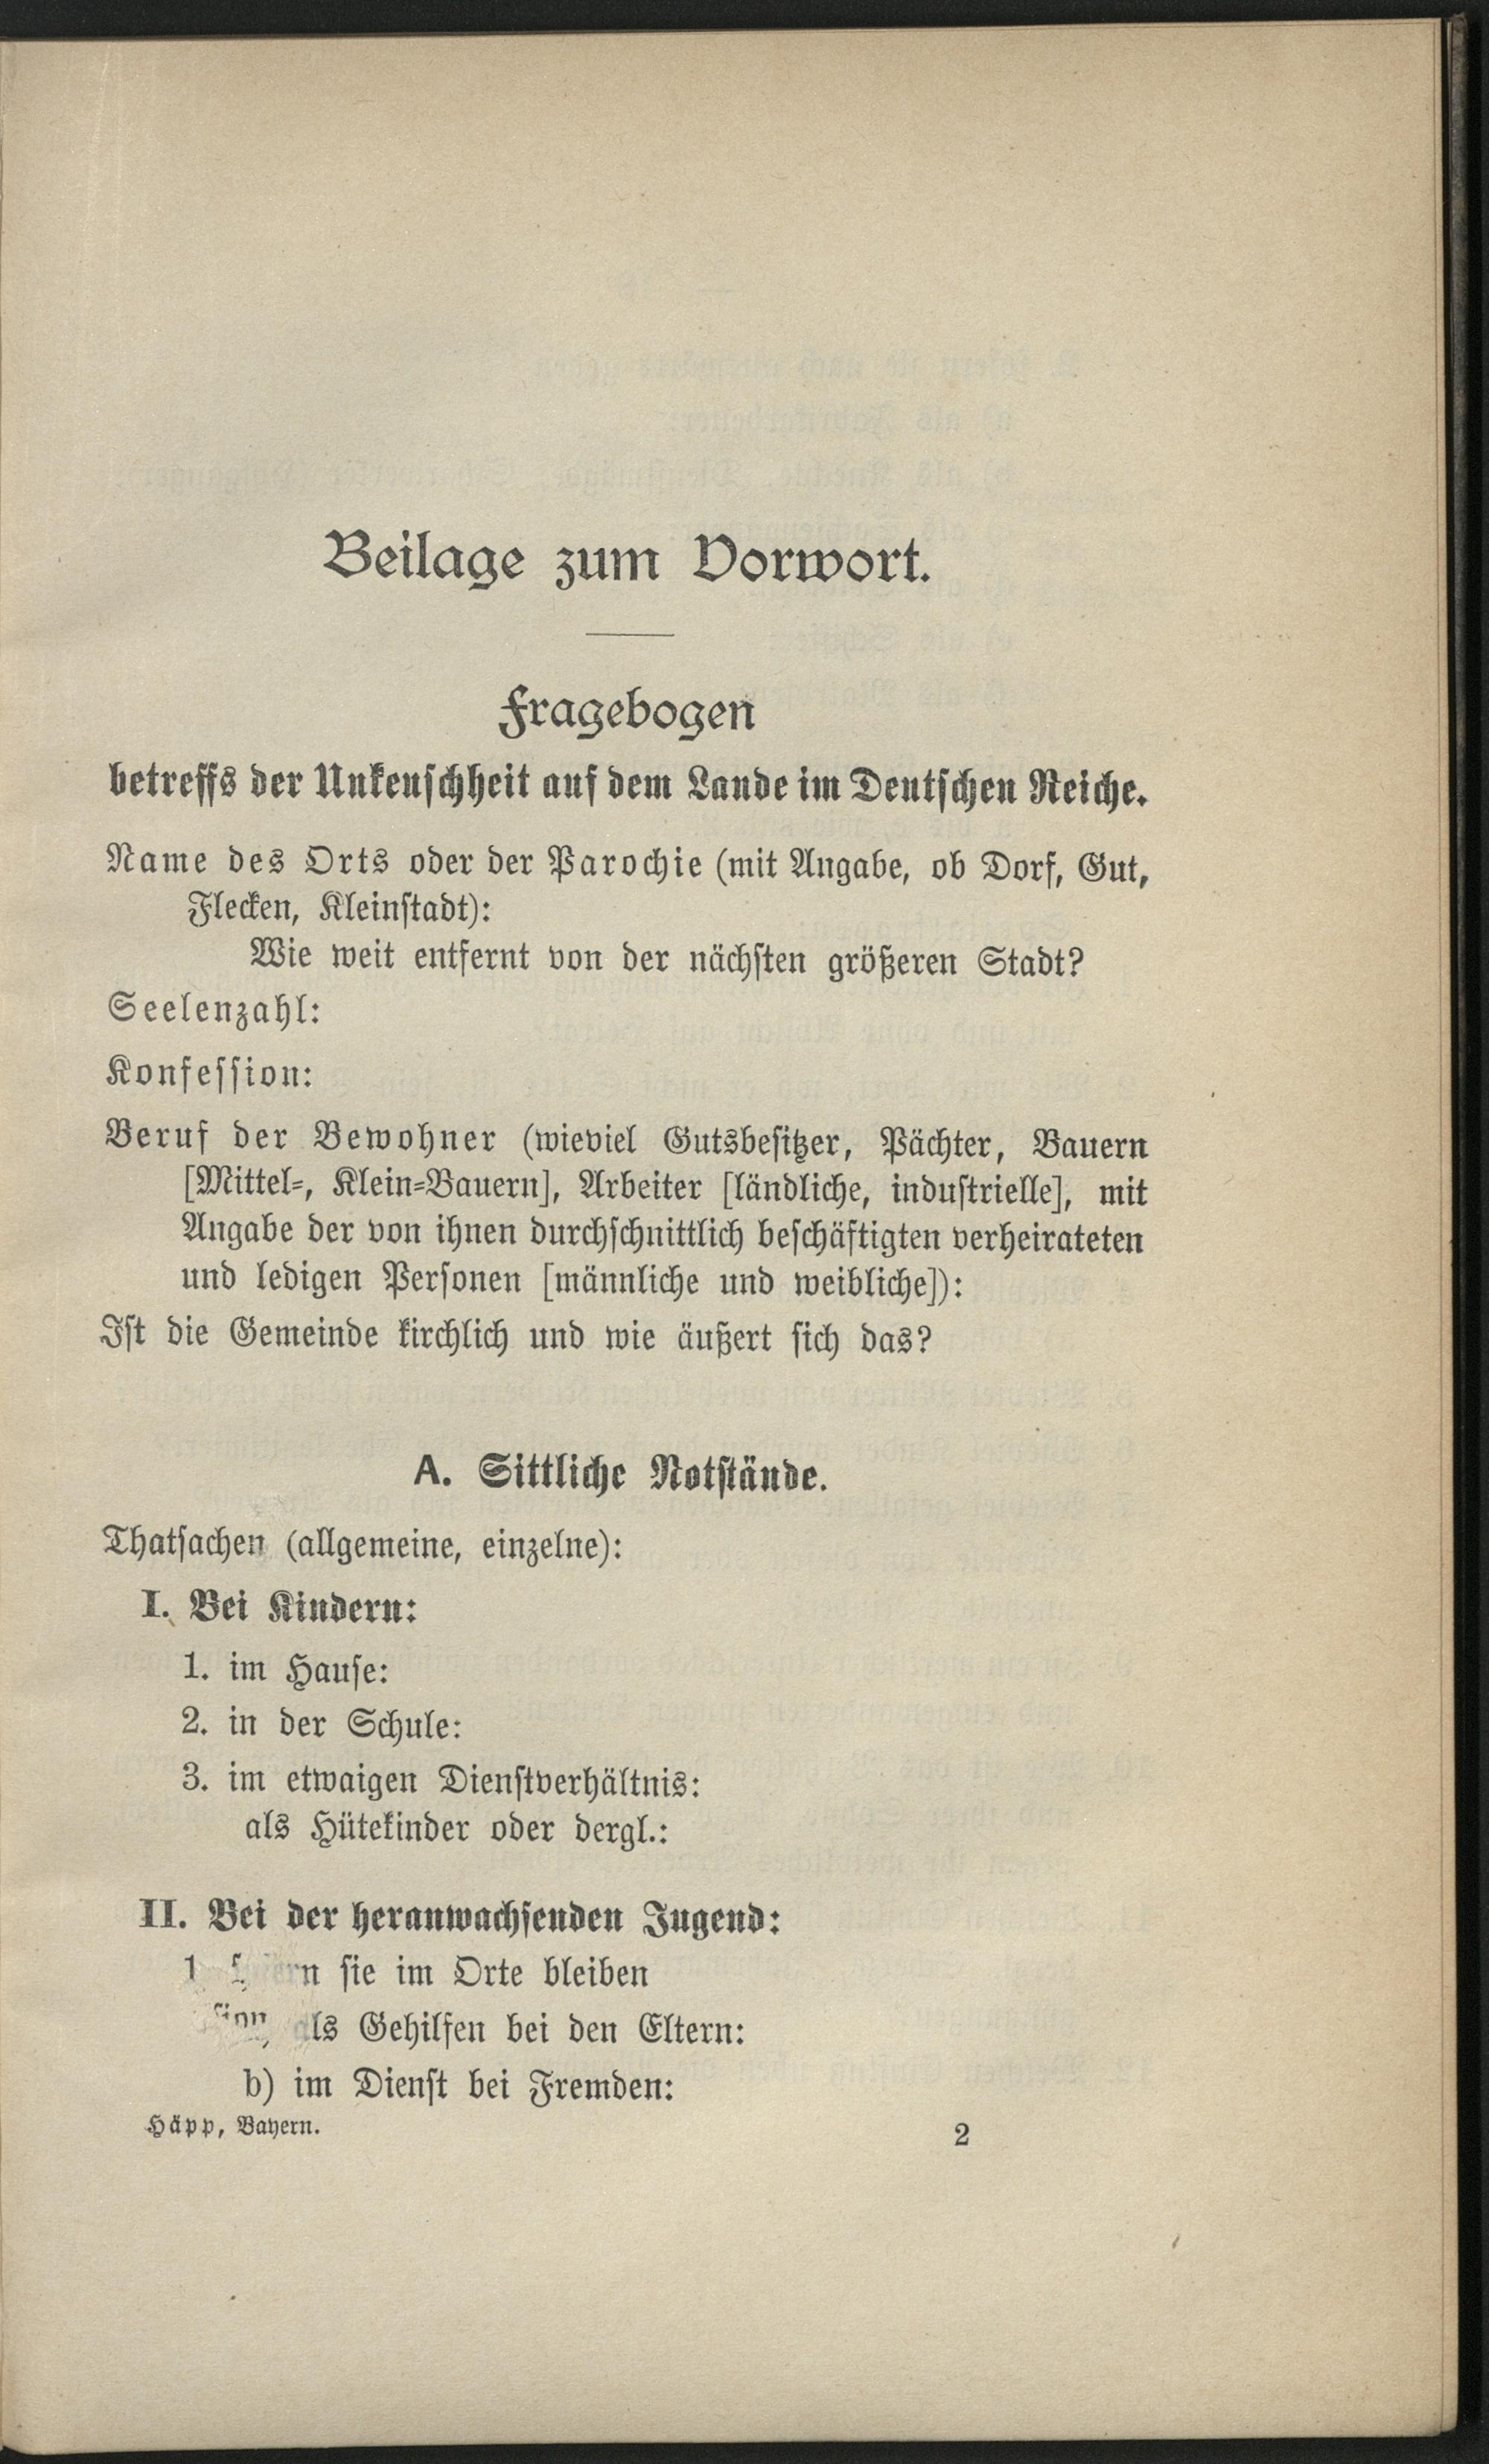 Beilage zum Vorwort.
Fragebogen
betreffs der Unkeuschheit auf dem Lande im Deutschen Reiche.
Name des Orts oder der Parochie (mit Angabe, ob Dorf, Gut,
Flecken, Kleinstadt):
Wie weit entfernt von der nächsten größeren Stadt?
Seelenzahl:
Konfession:
Beruf der Bewohner (wieviel Gutsbesitzer, Pächter, Bauern
[Mittel-, Klein-Bauern], Arbeiter [ländliche, industrielle], mit
Angabe der von ihnen durchschnittlich beschäftigten verheirateten
und ledigen Personen [männliche und weibliche]):
Ist die Gemeinde kirchlich und wie äußert sich das?
A. Sittliche Notstände.
Thatsachen (allgemeine, einzelne):
I. Bei Kindern:
1. im Hause:
2. in der Schule:
3. im etwaigen Dienstverhältnis:
als Hütekinder oder dergl.:
II. Bei der heranwachsenden Jugend:
1 sie im Orte bleiben
als Gehilfen bei den Eltern:
b) im Dienst bei Fremden:
Häpp, Bayern.
2